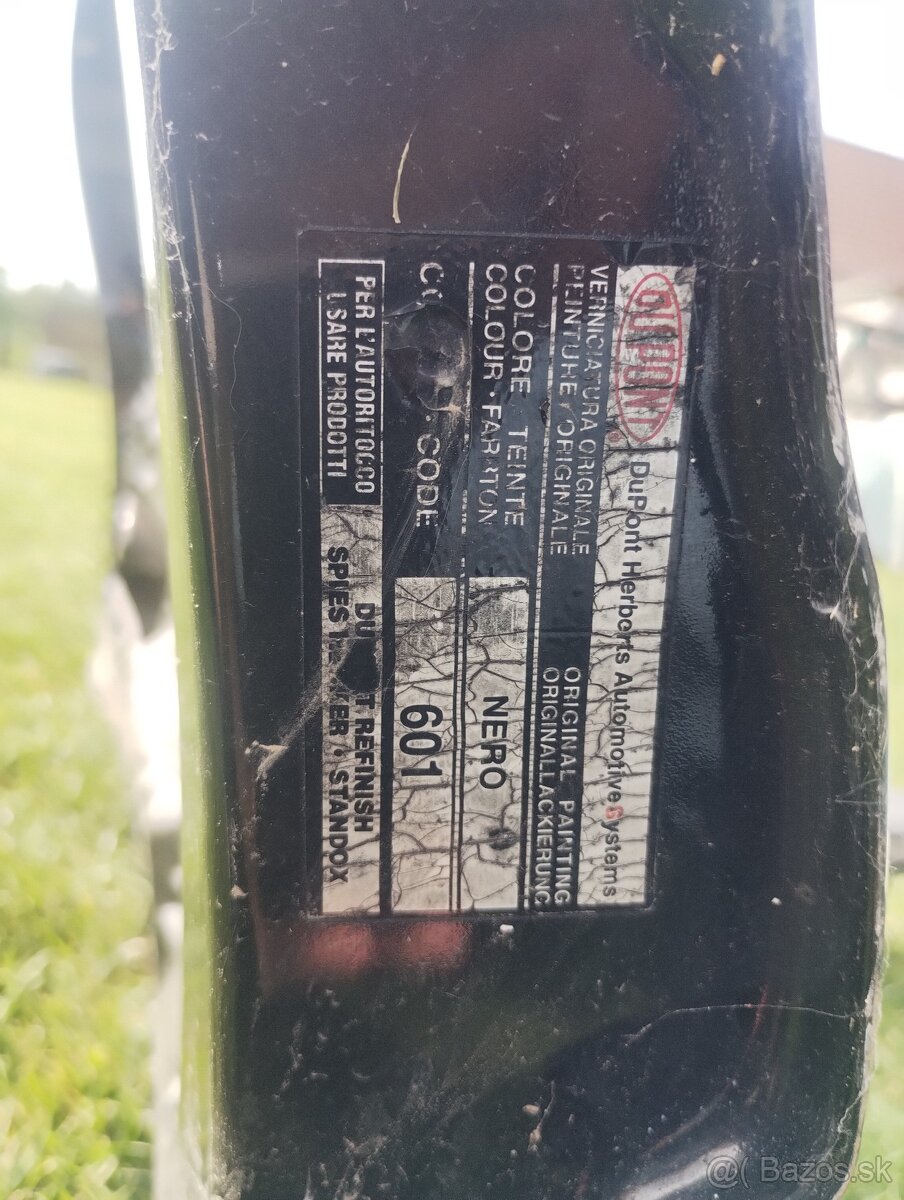 DUPONT® DuPont Herberts Automotive Systems
VERNICIATURA ORIGINALE ORIGINAL PAINTING
PEINTURE D'ORIGINALE ORIGINALLACKIERUNG
COLORE TEINTE
COLOUR · FARBTON NERO
CODE 601
PER L'AUTORITOCCO
USARE PRODOTTI
REFINISH
SPIES · STANDOX
@( Bazos.sk